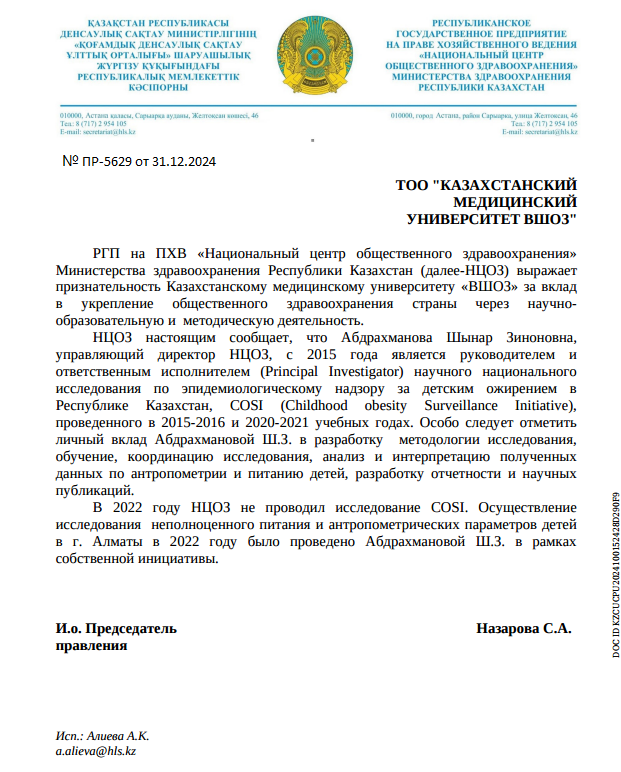 ҚАЗАҚСТАН РЕСПУБЛИКАСЫ
ДЕНСАУЛЫҚ САҚТАУ МИНИСТРЛІГІНІҢ
«ҚОҒАМДЫҚ ДЕНСАУЛЫҚ САҚТАУ
ҰЛТТЫҚ ОРТАЛЫҒЫ» ШАРУАШЫЛЫҚ
ЖҮРГІЗУ ҚҰҚЫҒЫНДАҒЫ
РЕСПУБЛИКАЛЫҚ МЕМЛЕКЕТТІК
КӘСІПОРНЫ
РЕСПУБЛИКАНСКОЕ
ГОСУДАРСТВЕННОЕ ПРЕДПРИЯТИЕ
НА ПРАВЕ ХОЗЯЙСТВЕННОГО ВЕДЕНИЯ
«НАЦИОНАЛЬНЫЙ ЦЕНТР
ОБЩЕСТВЕННОГО ЗДРАВООХРАНЕНИЯ»
МИНИСТЕРСТВА ЗДРАВООХРАНЕНИЯ
РЕСПУБЛИКИ КАЗАХСТАН
010000, Астана қаласы, Сарыарқа ауданы, Желтоқсан көшесі, 46
Тел.: 8 (717) 2 954 105
E-mail: secretariat@hls.kz
010000, город Астана, район Сарыарка, улица Желтоқсан, 46
Тел.: 8 (717) 2 954 105
E-mail: secretariat@hls.kz
№ ПР-5629 от 31.12.2024
ТОО "КАЗАХСТАНСКИЙ
МЕДИЦИНСКИЙ
УНИВЕРСИТЕТ ВШОЗ"
РГП на ПХВ «Национальный центр общественного здравоохранения»
Министерства здравоохранения Республики Казахстан (далее-НЦОЗ) выражает
признательность Казахстанскому медицинскому университету «ВШОЗ» за вклад
в укрепление общественного здравоохранения страны через научно-
образовательную и методическую деятельность.
НЦОЗ настоящим сообщает, что Абдрахманова Шынар Зиноновна,
управляющий директор НЦОЗ, с 2015 года является руководителем и
ответственным исполнителем (Principal Investigator) научного национального
исследования по эпидемиологическому надзору за детским ожирением в
Республике Казахстан, COSI (Childhood obesity Surveillance Initiative),
проведенного в 2015-2016 и 2020-2021 учебных годах. Особо следует отметить
личный вклад Абдрахмановой Ш.З. в разработку методологии исследования,
обучение, координацию исследования, анализ и интерпретацию полученных
данных по антропометрии и питанию детей, разработку отчетности и научных
публикаций.
В 2022 году НЦОЗ не проводил исследование COSI. Осуществление
исследования неполноценного питания и антропометрических параметров детей
в г. Алматы в 2022 году было проведено Абдрахмановой Ш.З. в рамках
собственной инициативы.
И.о. Председатель
правления
Назарова С.А.
Исп.: Алиева А.К.
a.alieva@hls.kz
DOC ID KZCUCPU2024100152428D290F9